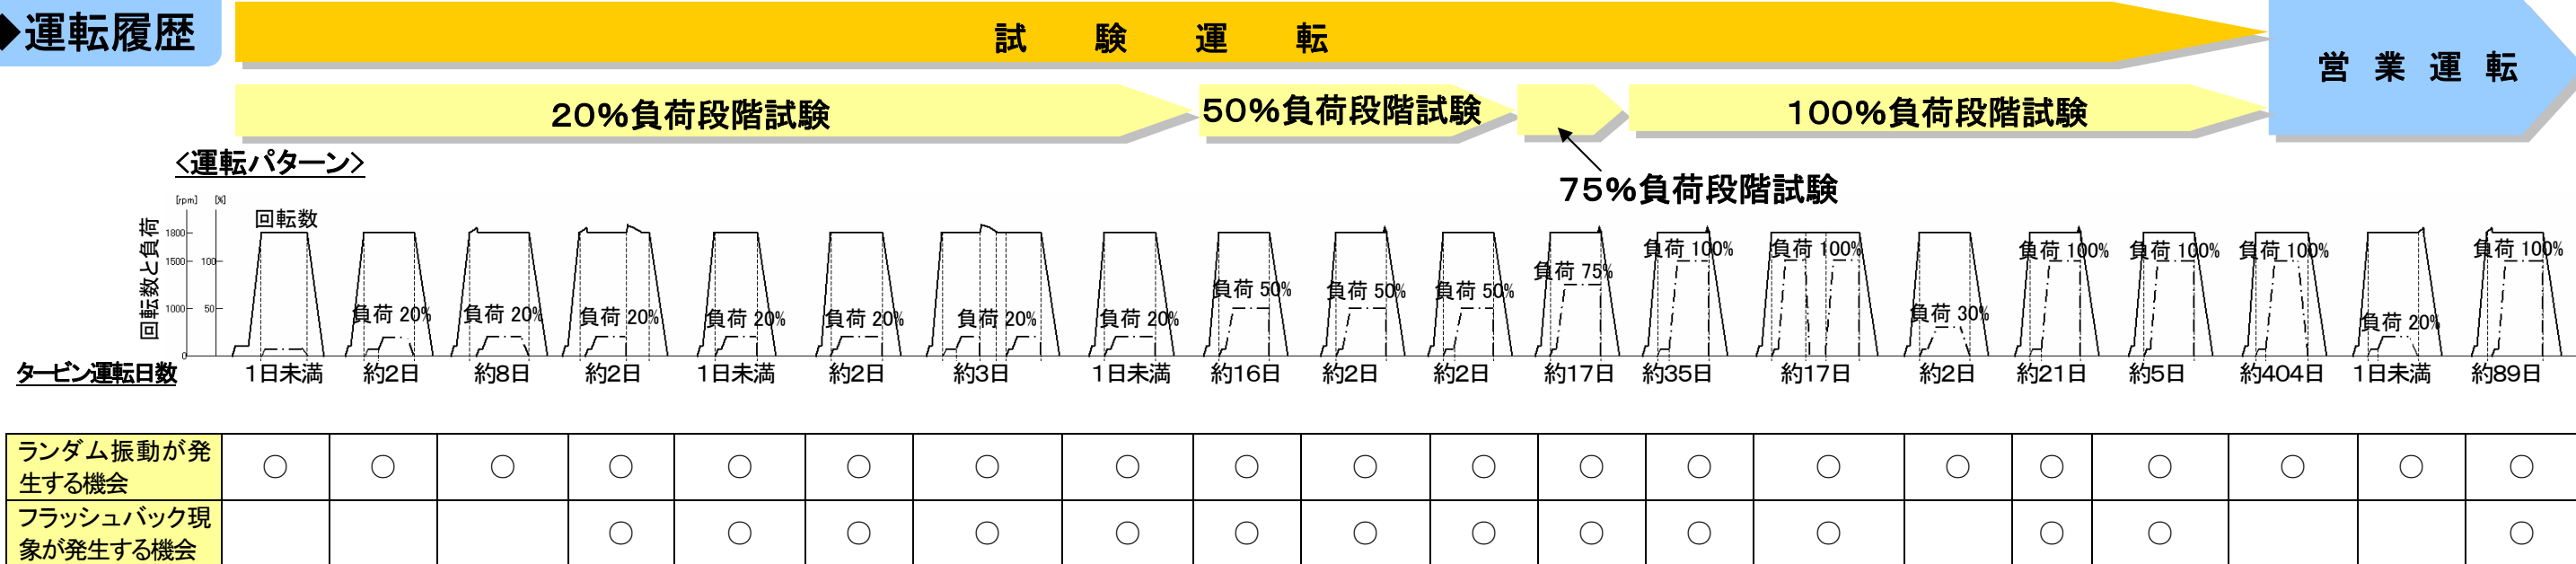 ◆運転履歴
試験運転
営業運転
20%負荷段階試験
50%負荷段階試験
100%負荷段階試験
75%負荷段階試験
<運転パターン>
回転数と負荷
[rpm] [%]
1800
1500 100
1000 50
0
回転数
負荷 20%
負荷 20%
負荷 20%
負荷 20%
負荷 20%
負荷 20%
負荷 20%
負荷 50%
負荷 50%
負荷 50%
負荷 75%
負荷 100%
負荷 100%
負荷 30%
負荷 100%
負荷 100%
負荷 100%
負荷 20%
負荷 100%
タービン運転日数 1日未満 約2日 約8日 約2日 1日未満 約2日 約3日 1日未満 約16日 約2日 約2日 約17日 約35日 約17日 約2日 約21日 約5日 約404日 1日未満 約89日
ランダム振動が発
生する機会
○ ○ ○ ○ ○ ○ ○ ○ ○ ○ ○ ○ ○ ○ ○ ○ ○ ○ ○ ○
フラッシュバック現
象が発生する機会
○ ○ ○ ○ ○ ○ ○ ○ ○ ○ ○ ○ ○ ○